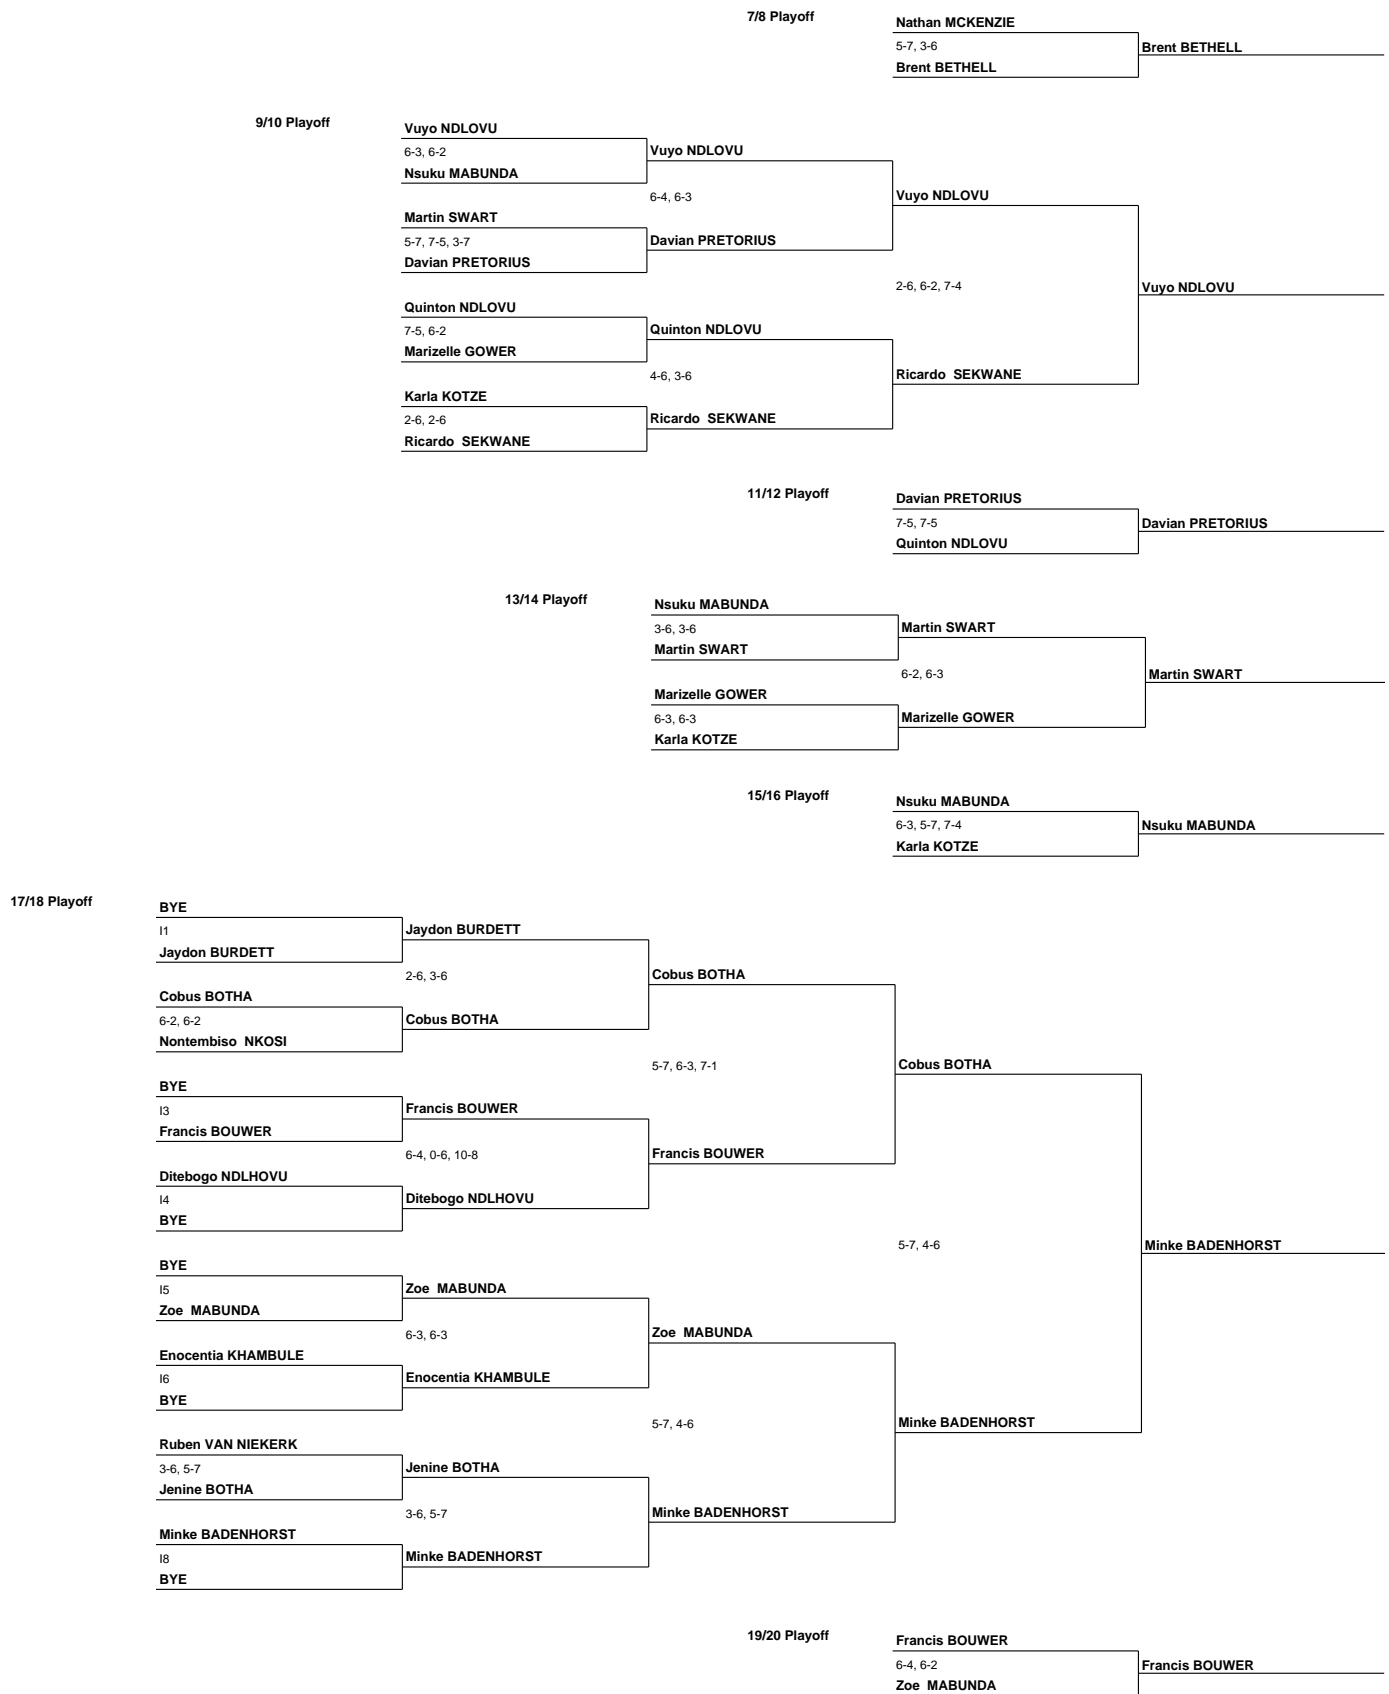 7/8 Playoff
Nathan MCKENZIE
5-7, 3-6
Brent BETHELL
Brent BETHELL
9/10 Playoff
Vuyo NDLOVU
6-3, 6-2
Nsuku MABUNDA
Vuyo NDLOVU
6-4, 6-3
Martin SWART
5-7, 7-5, 3-7
Davian PRETORIUS
Davian PRETORIUS
Vuyo NDLOVU
2-6, 6-2, 7-4
Vuyo NDLOVU
Quinton NDLOVU
7-5, 6-2
Marizelle GOWER
Quinton NDLOVU
4-6, 3-6
Karla KOTZE
2-6, 2-6
Ricardo SEKWANE
Ricardo SEKWANE
Ricardo SEKWANE
11/12 Playoff
Davian PRETORIUS
7-5, 7-5
Quinton NDLOVU
Davian PRETORIUS
13/14 Playoff
Nsuku MABUNDA
3-6, 3-6
Martin SWART
Martin SWART
6-2, 6-3
Martin SWART
Marizelle GOWER
6-3, 6-3
Karla KOTZE
Marizelle GOWER
15/16 Playoff
Nsuku MABUNDA
6-3, 5-7, 7-4
Karla KOTZE
Nsuku MABUNDA
17/18 Playoff
BYE
I1
Jaydon BURDETT
Jaydon BURDETT
2-6, 3-6
Cobus BOTHA
6-2, 6-2
Nontembiso NKOSI
Cobus BOTHA
Cobus BOTHA
5-7, 6-3, 7-1
BYE
I3
Francis BOUWER
Francis BOUWER
6-4, 0-6, 10-8
Ditebogo NDLHOVU
I4
BYE
Ditebogo NDLHOVU
Francis BOUWER
Cobus BOTHA
5-7, 4-6
Minke BADENHORST
BYE
I5
Zoe MABUNDA
Zoe MABUNDA
6-3, 6-3
Enocentia KHAMBULE
I6
BYE
Enocentia KHAMBULE
Zoe MABUNDA
5-7, 4-6
Minke BADENHORST
Ruben VAN NIEKERK
3-6, 5-7
Jenine BOTHA
Jenine BOTHA
3-6, 5-7
Minke BADENHORST
I8
BYE
Minke BADENHORST
Minke BADENHORST
19/20 Playoff
Francis BOUWER
6-4, 6-2
Zoe MABUNDA
Francis BOUWER